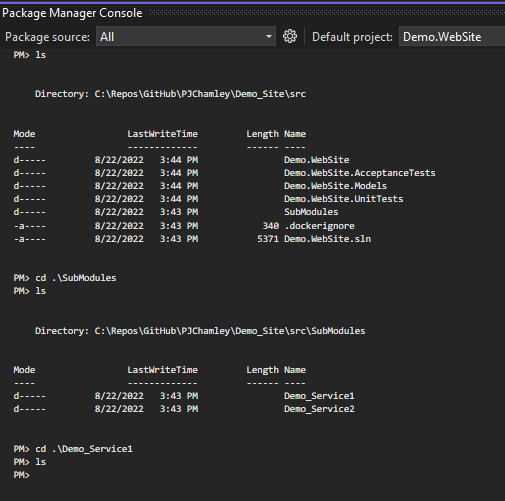 Package Manager Console
Package source: All Default project: Demo.WebSite
PM> ls
Directory: C:\Repos\GitHub\PJChamley\Demo_Site\src
Mode LastWriteTime Length Name
---- ------------- ------ ----
d----- 8/22/2022 3:44 PM Demo.WebSite
d----- 8/22/2022 3:44 PM Demo.WebSite.AcceptanceTests
d----- 8/22/2022 3:44 PM Demo.WebSite.Models
d----- 8/22/2022 3:44 PM Demo.WebSite.UnitTests
d----- 8/22/2022 3:43 PM SubModules
-a---- 8/22/2022 3:43 PM 340 .dockerignore
-a---- 8/22/2022 3:43 PM 5371 Demo.WebSite.sln
PM> cd .\SubModules
PM> ls
Directory: C:\Repos\GitHub\PJChamley\Demo_Site\src\SubModules
Mode LastWriteTime Length Name
---- ------------- ------ ----
d----- 8/22/2022 3:43 PM Demo_Service1
d----- 8/22/2022 3:43 PM Demo_Service2
PM> cd .\Demo_Service1
PM> ls
PM>